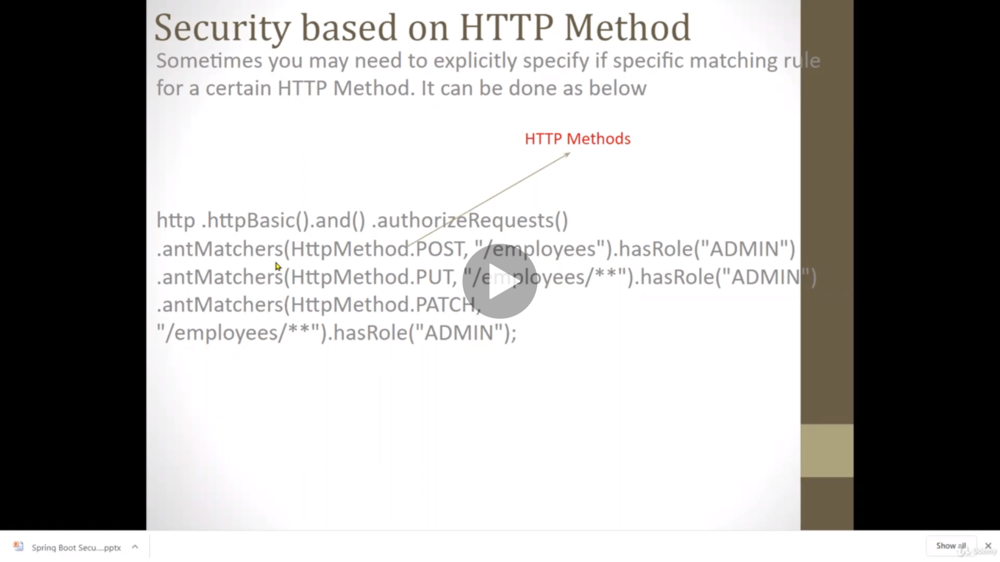 Security based on HTTP Method
Sometimes you may need to explicitly specify if specific matching rule
for a certain HTTP Method. It can be done as below
HTTP Methods
http .httpBasic().and() .authorizeRequests()
.antMatchers(HttpMethod.POST, "/employees").hasRole("ADMIN")
.antMatchers(HttpMethod.PUT, "/employees/**").hasRole("ADMIN")
.antMatchers(HttpMethod.PATCH,
"/employees/**").hasRole("ADMIN");
Spring Boot Secu....pptx
Show all
Udemy